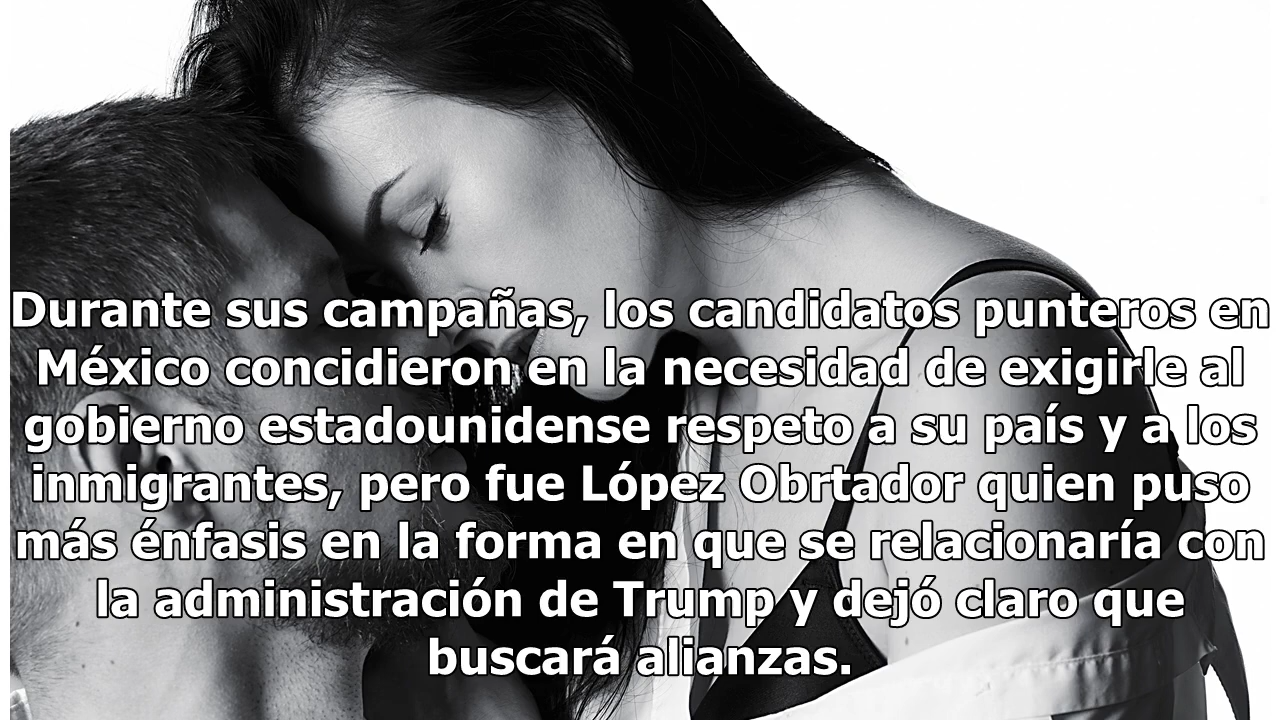 Durante sus campañas, los candidatos punteros en
México concidieron en la necesidad de exigirle al
gobierno estadounidense respeto a su país y a los
inmigrantes, pero fue López Obrtador quien puso
más énfasis en la forma en que se relacionaría con
la administración de Trump y dejó claro que
buscará alianzas.